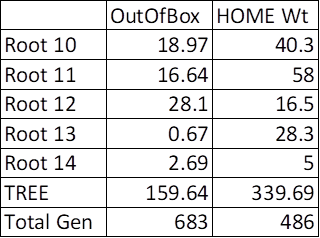 OutOfBox HOME Wt
Root 10 18.97 40.3
Root 11 16.64 58
Root 12 28.1 16.5
Root 13 0.67 28.3
Root 14 2.69 5
TREE 159.64 339.69
Total Gen 683 486